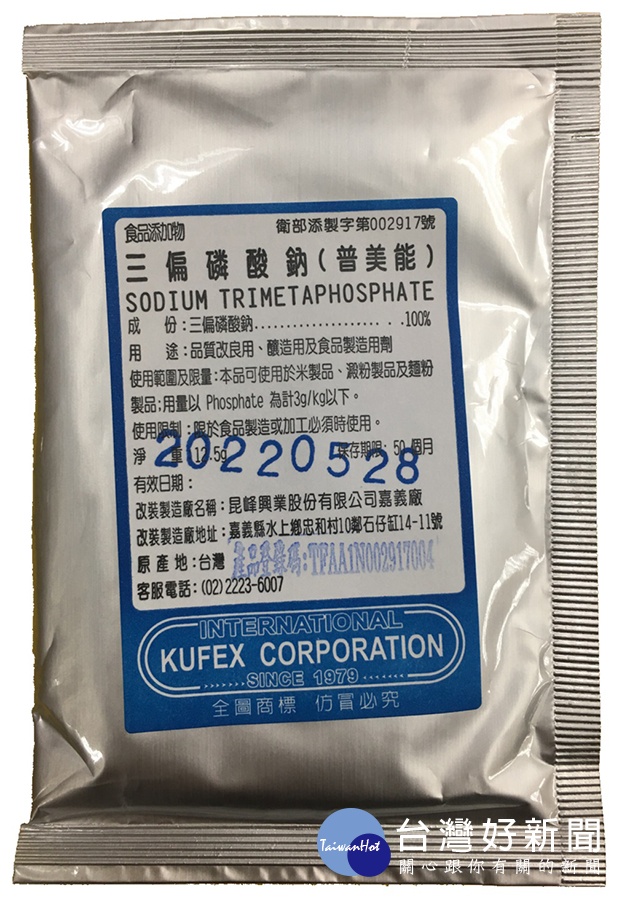 食品添加物 衛部添製字第002917號
三偏磷酸鈉(普美能)
SODIUM TRIMETAPHOSPHATE
成 份:三偏磷酸鈉......................100%
用 途:品質改良用、釀造用及食品製造用劑
使用範圍及限量:本品可使用於米製品、澱粉製品及麵粉
製品;用量以 Phosphate 為計3g/kg以下。
使用限制:限於食品製造或加工必須時使用。
淨 重:12.5g 保存期限:50個月
20220528
有效日期:
改裝製造廠名稱:昆峰興業股份有限公司嘉義廠
改裝製造廠地址:嘉義縣水上鄉忠和村10鄰石仔缸14-11號
原產地:台灣 產品登錄碼:TFAA1N002917004
客服電話:(02)2223-6007
INTERNATIONAL
KUFEX CORPORATION
SINCE 1979
全圖商標 仿冒必究
TaiwanHot 台灣好新聞
關心跟你有關的新聞